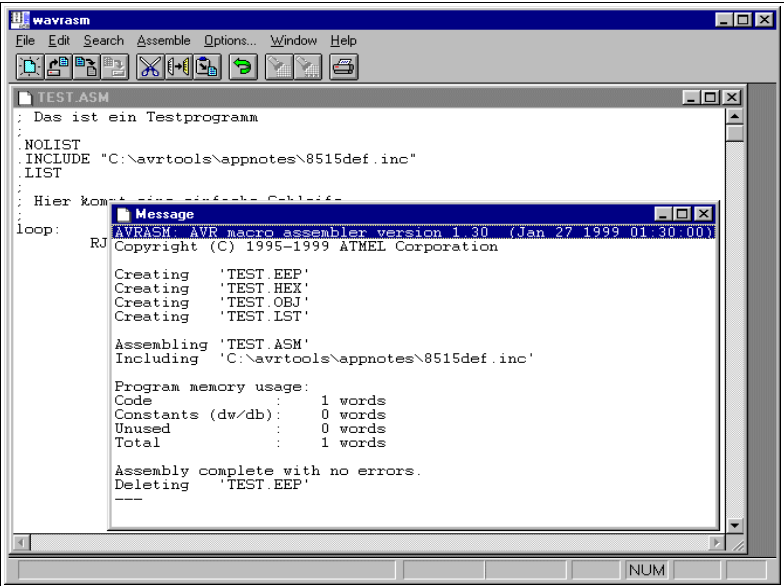 wavrasm
File Edit Search Assemble Options... Window Help
TEST.ASM
; Das ist ein Testprogramm
;
.NOLIST
.INCLUDE "C:\avrtools\appnotes\8515def.inc"
.LIST
;
; Hier kommt eine einfache Schleife
;
loop:
RJ
Message
AVRASM: AVR macro assembler version 1.30 (Jan 27 1999 01:30:00)
Copyright (C) 1995-1999 ATMEL Corporation
Creating 'TEST.EEP'
Creating 'TEST.HEX'
Creating 'TEST.OBJ'
Creating 'TEST.LST'
Assembling 'TEST.ASM'
Including 'C:\avrtools\appnotes\8515def.inc'
Program memory usage:
Code : 1 words
Constants (dw/db): 0 words
Unused : 0 words
Total : 1 words
Assembly complete with no errors.
Deleting 'TEST.EEP'
---
NUM